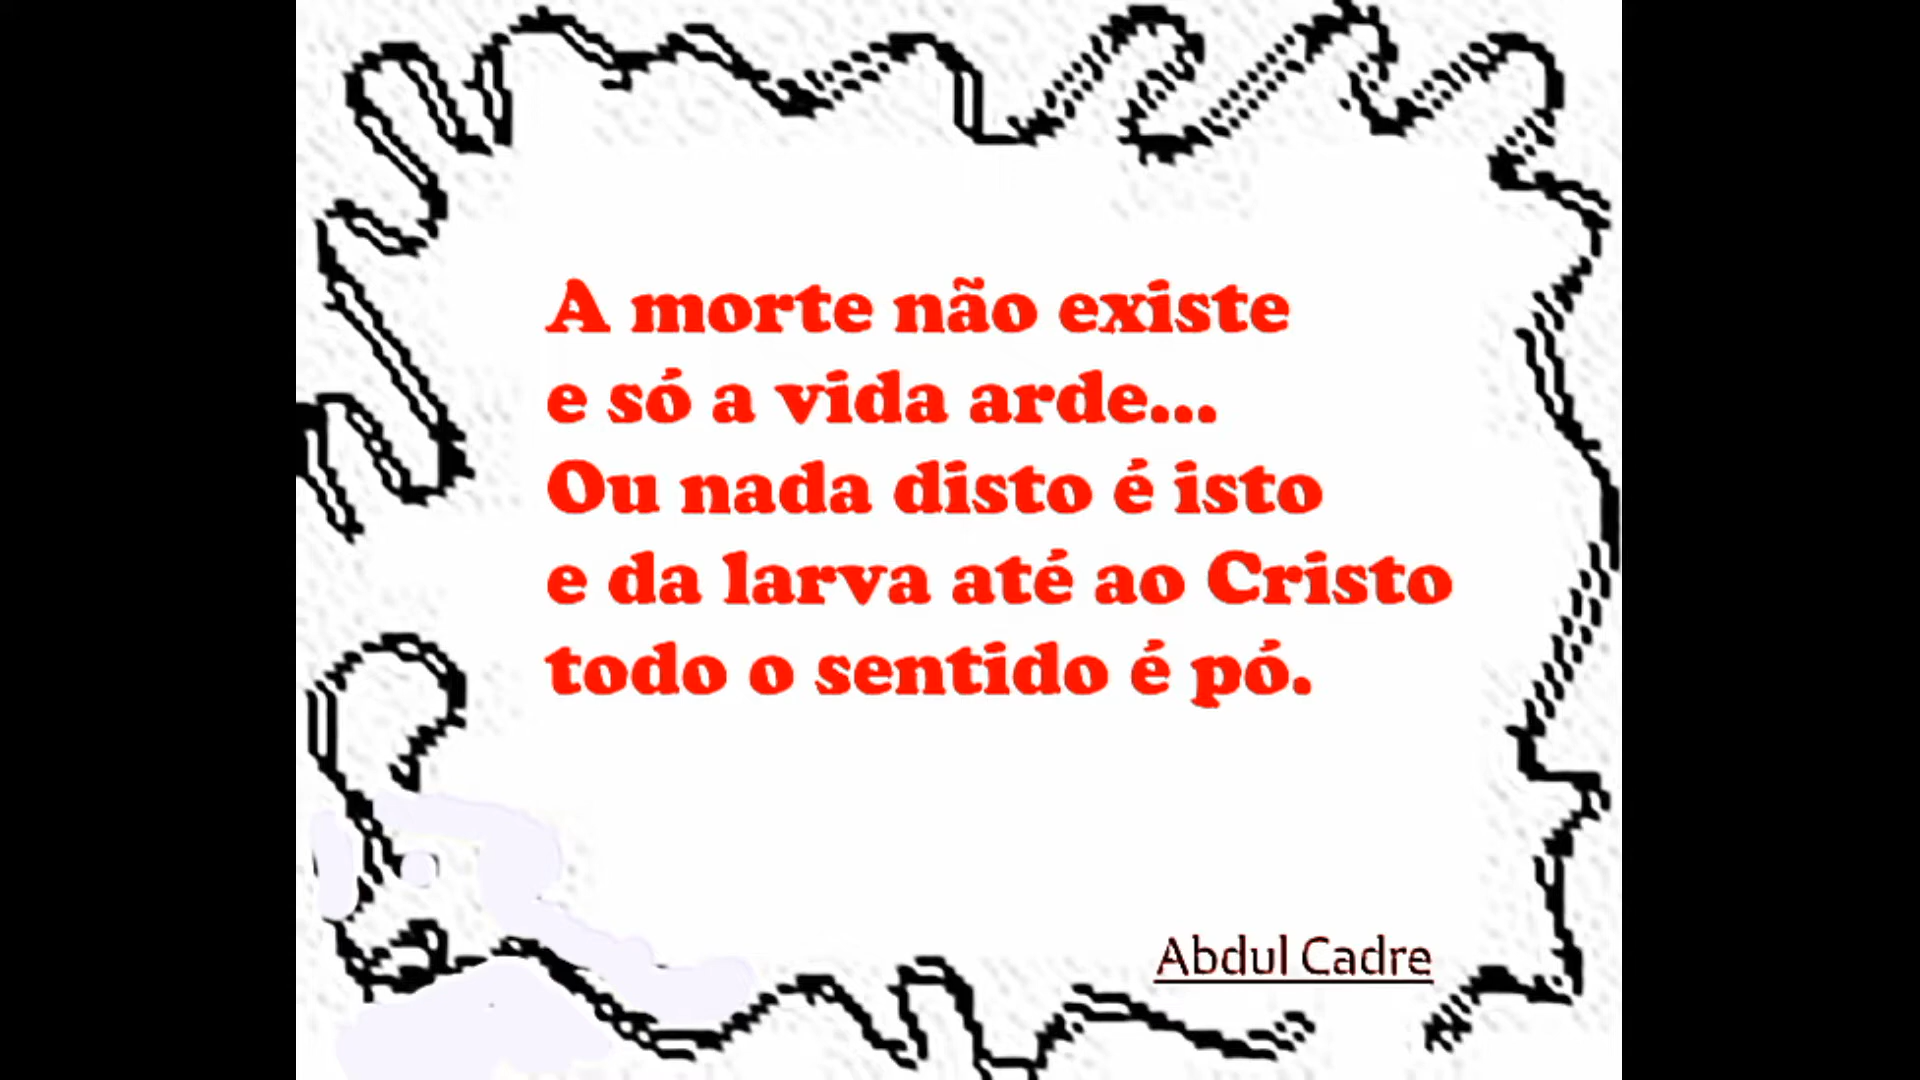 A morte não existe
e só a vida arde...
Ou nada disto é isto
e da larva até ao Cristo
todo o sentido é pó.
Abdul Cadre